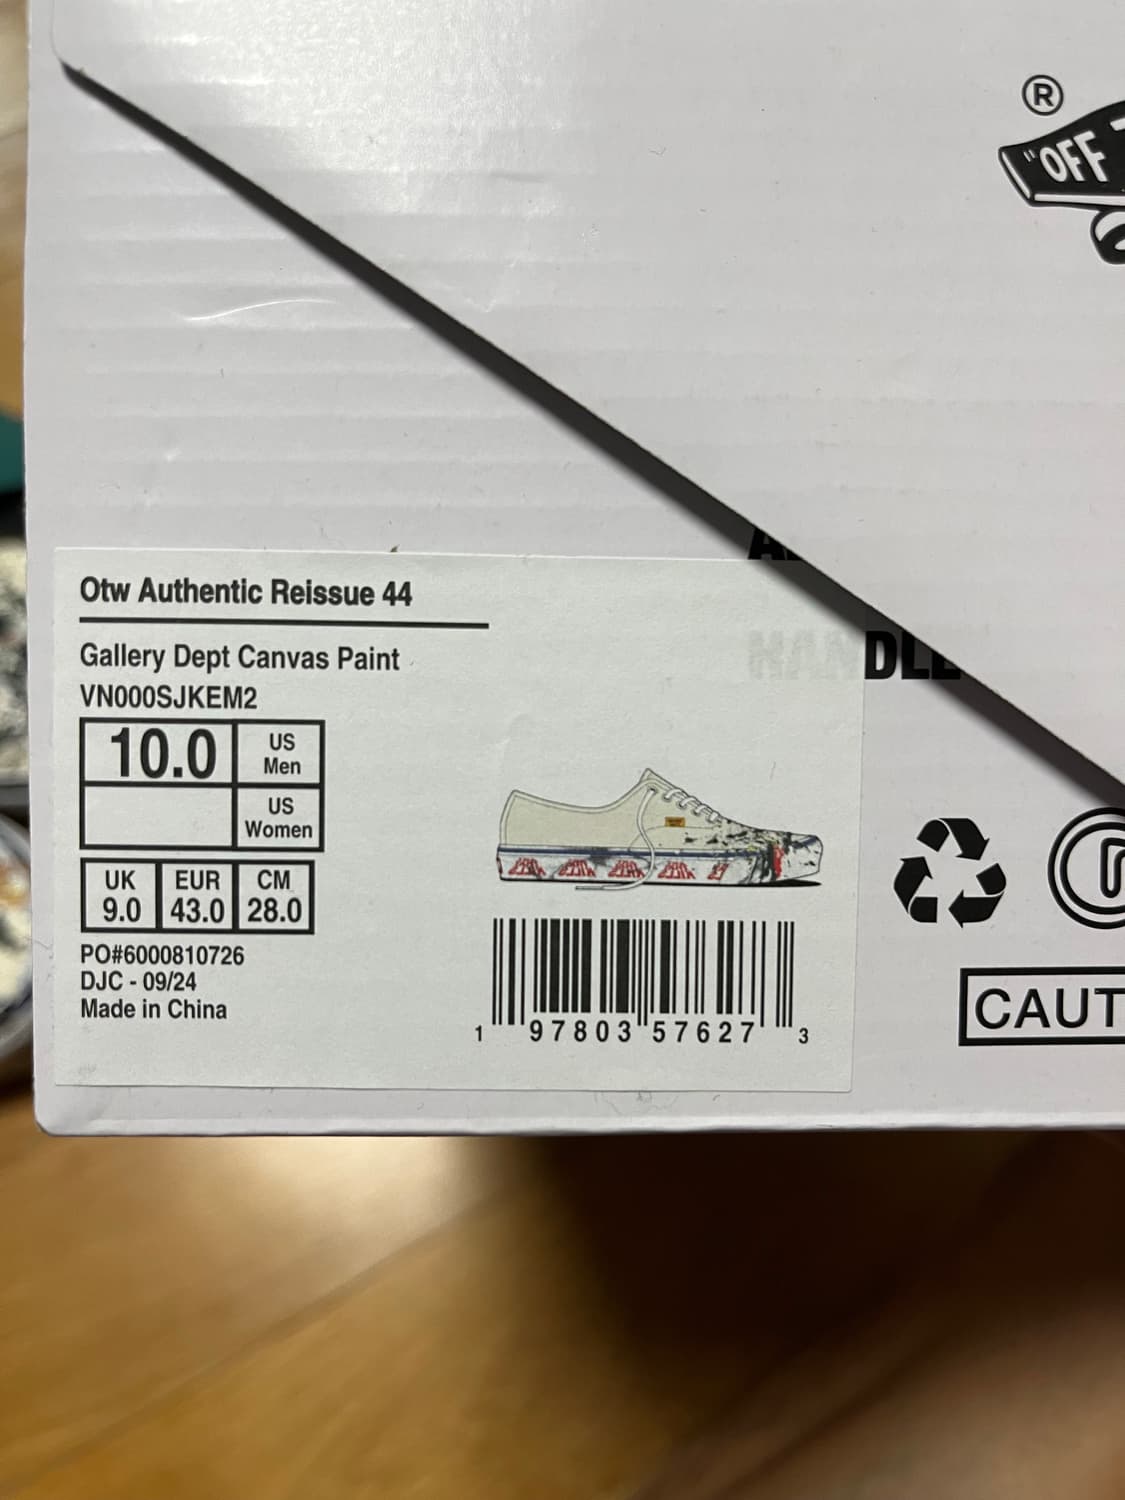 ®
"OFF
Otw Authentic Reissue 44
Gallery Dept Canvas Paint
VN000SJKEM2
HANDLE
10.0 US Men
US Women
UK EUR CM
9.0 43.0 28.0
PO#6000810726
DJC - 09/24
Made in China
1 97803 57627 3
CAUT